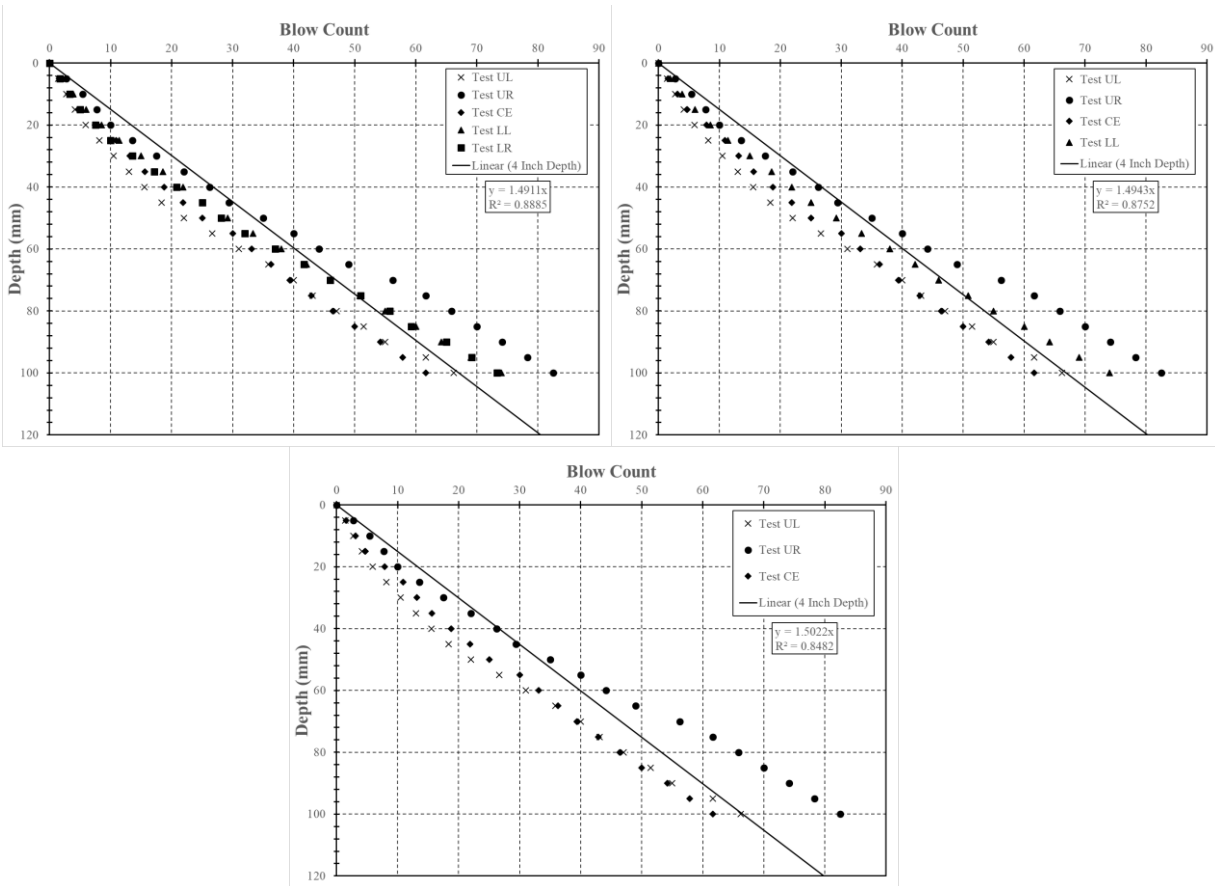 Blow Count
0 10 20 30 40 50 60 70 80 90
0
20
40
60
80
100
120
Depth (mm)
Test UL
Test UR
Test CE
Test LL
Test LR
Linear (4 Inch Depth)
y = 1.4911x
R² = 0.8885
Blow Count
0 10 20 30 40 50 60 70 80 90
0
20
40
60
80
100
120
Depth (mm)
Test UL
Test UR
Test CE
Test LL
Linear (4 Inch Depth)
y = 1.4943x
R² = 0.8752
Blow Count
0 10 20 30 40 50 60 70 80 90
0
20
40
60
80
100
120
Depth (mm)
Test UL
Test UR
Test CE
Linear (4 Inch Depth)
y = 1.5022x
R² = 0.8482